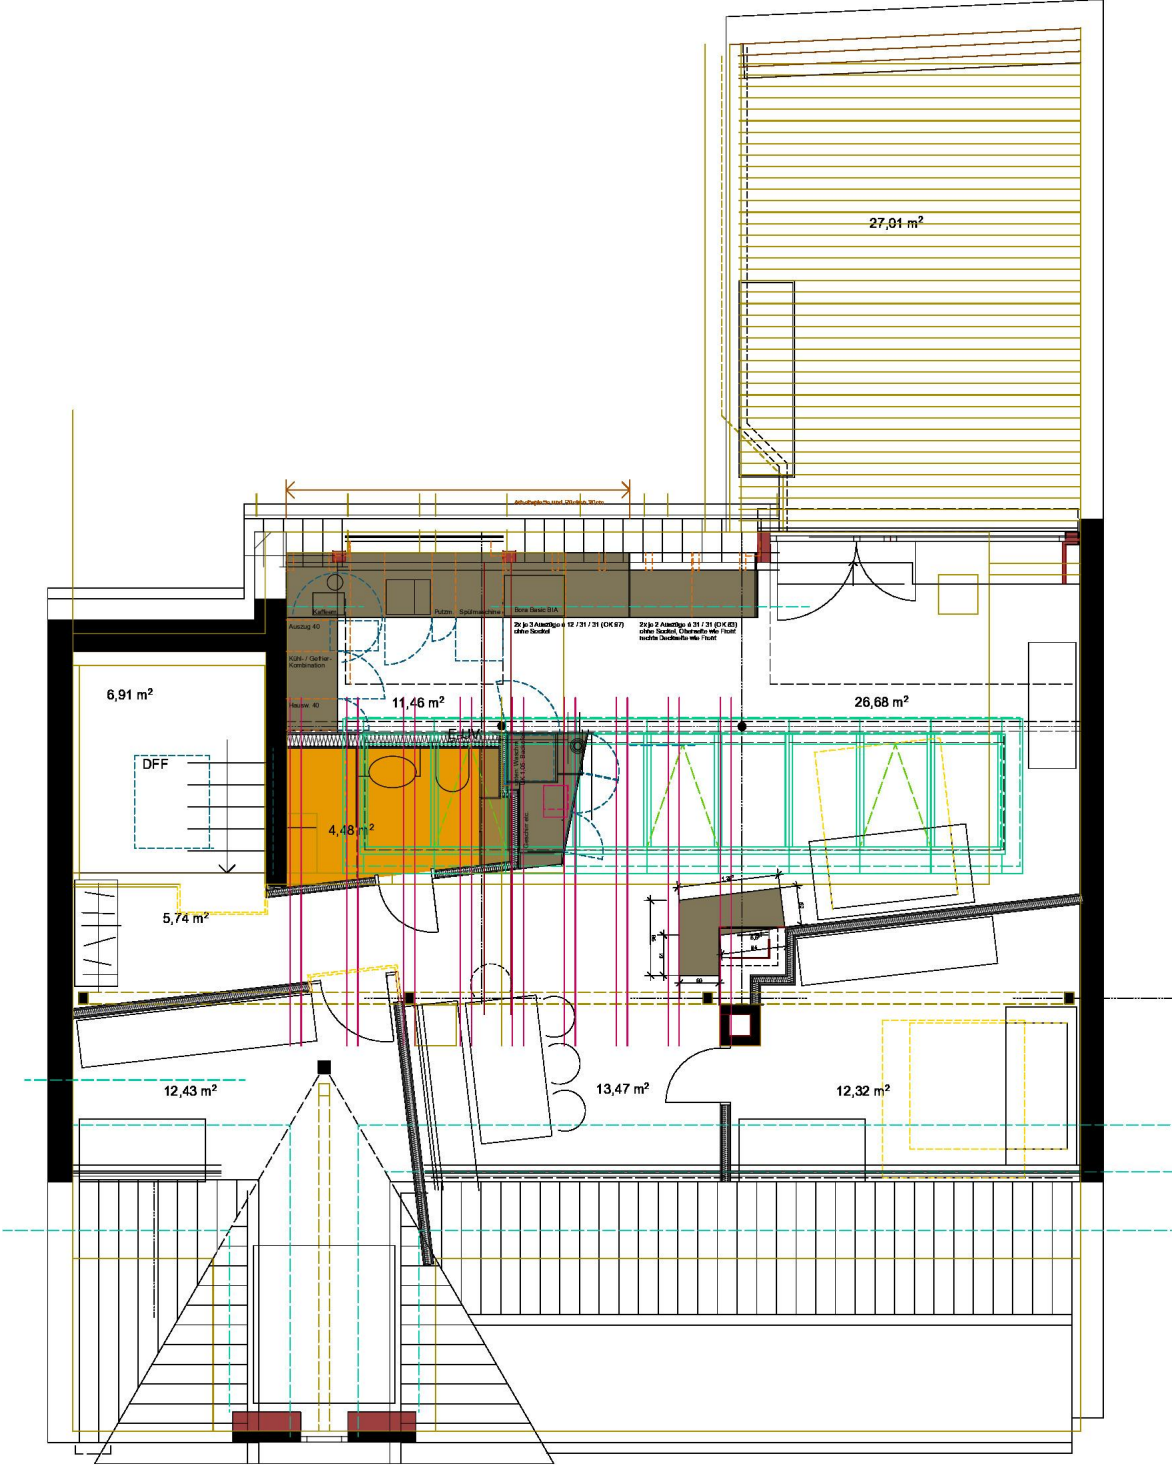 27,01 m²
Kaffeem.
Putzm.
Spülmaschine
Bora Basic BIA
Auszug 40
2x je 3 Auszüge á 12 / 31 / 31 (OK 97)
ohne Sockel
2x je 2 Auszüge á 31 / 31 (OK 83)
ohne Sockel, Oberseite wie Front
rechts Deckseite wie Front
Kühl- / Gefrier-
Kombination
6,91 m²
Hausw. 40
11,46 m²
26,68 m²
E-UV
DFF
4,48 m²
5,74 m²
12,43 m²
13,47 m²
12,32 m²